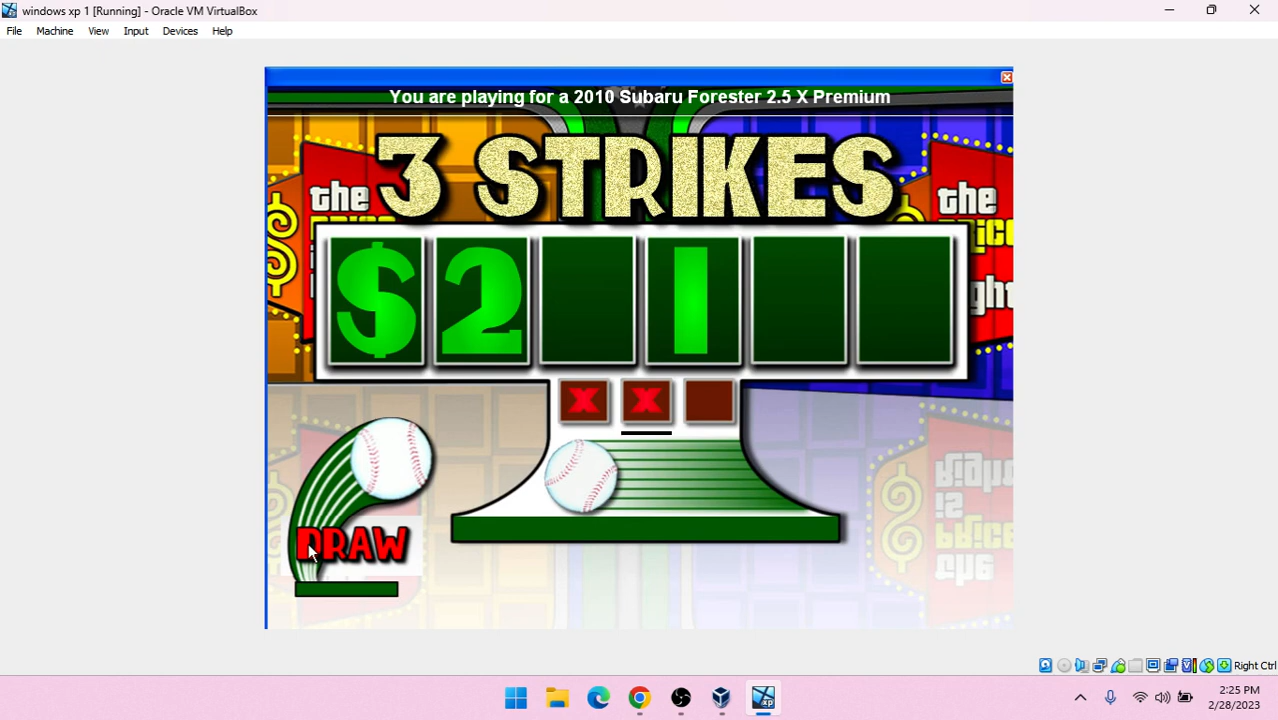 windows xp 1 [Running] - Oracle VM VirtualBox
File Machine View Input Devices Help
You are playing for a 2010 Subaru Forester 2.5 X Premium
3 STRIKES
the
the
$2 1
X X
DRAW
Right Ctrl
xp
2:25 PM
2/28/2023